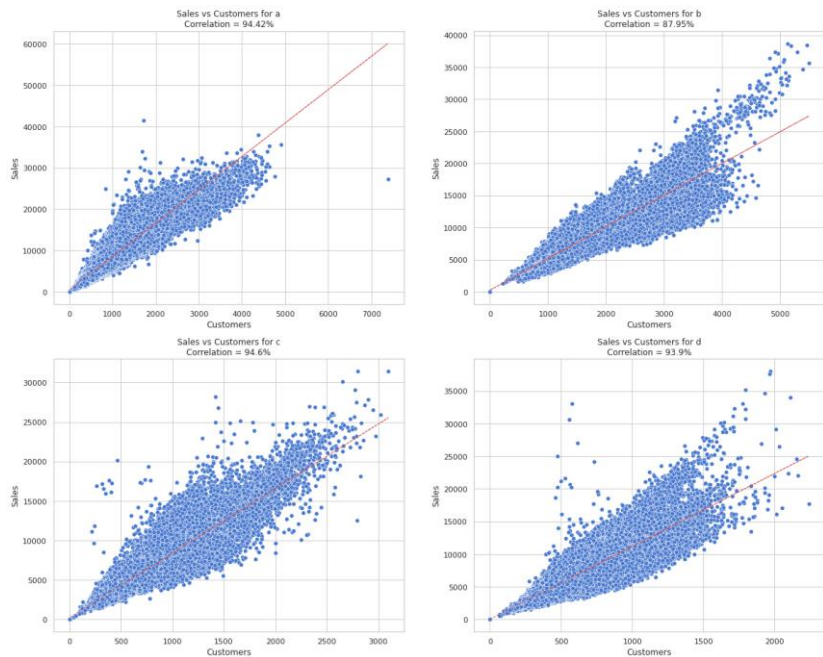 Sales vs Customers for a
Correlation = 94.42%
60000
50000
40000
30000
20000
10000
0
Sales
0 1000 2000 3000 4000 5000 6000 7000
Customers
Sales vs Customers for b
Correlation = 87.95%
40000
35000
30000
25000
20000
15000
10000
5000
0
Sales
0 1000 2000 3000 4000 5000
Customers
Sales vs Customers for c
Correlation = 94.6%
30000
25000
20000
15000
10000
5000
0
Sales
0 500 1000 1500 2000 2500 3000
Customers
Sales vs Customers for d
Correlation = 93.9%
35000
30000
25000
20000
15000
10000
5000
0
Sales
0 500 1000 1500 2000
Customers